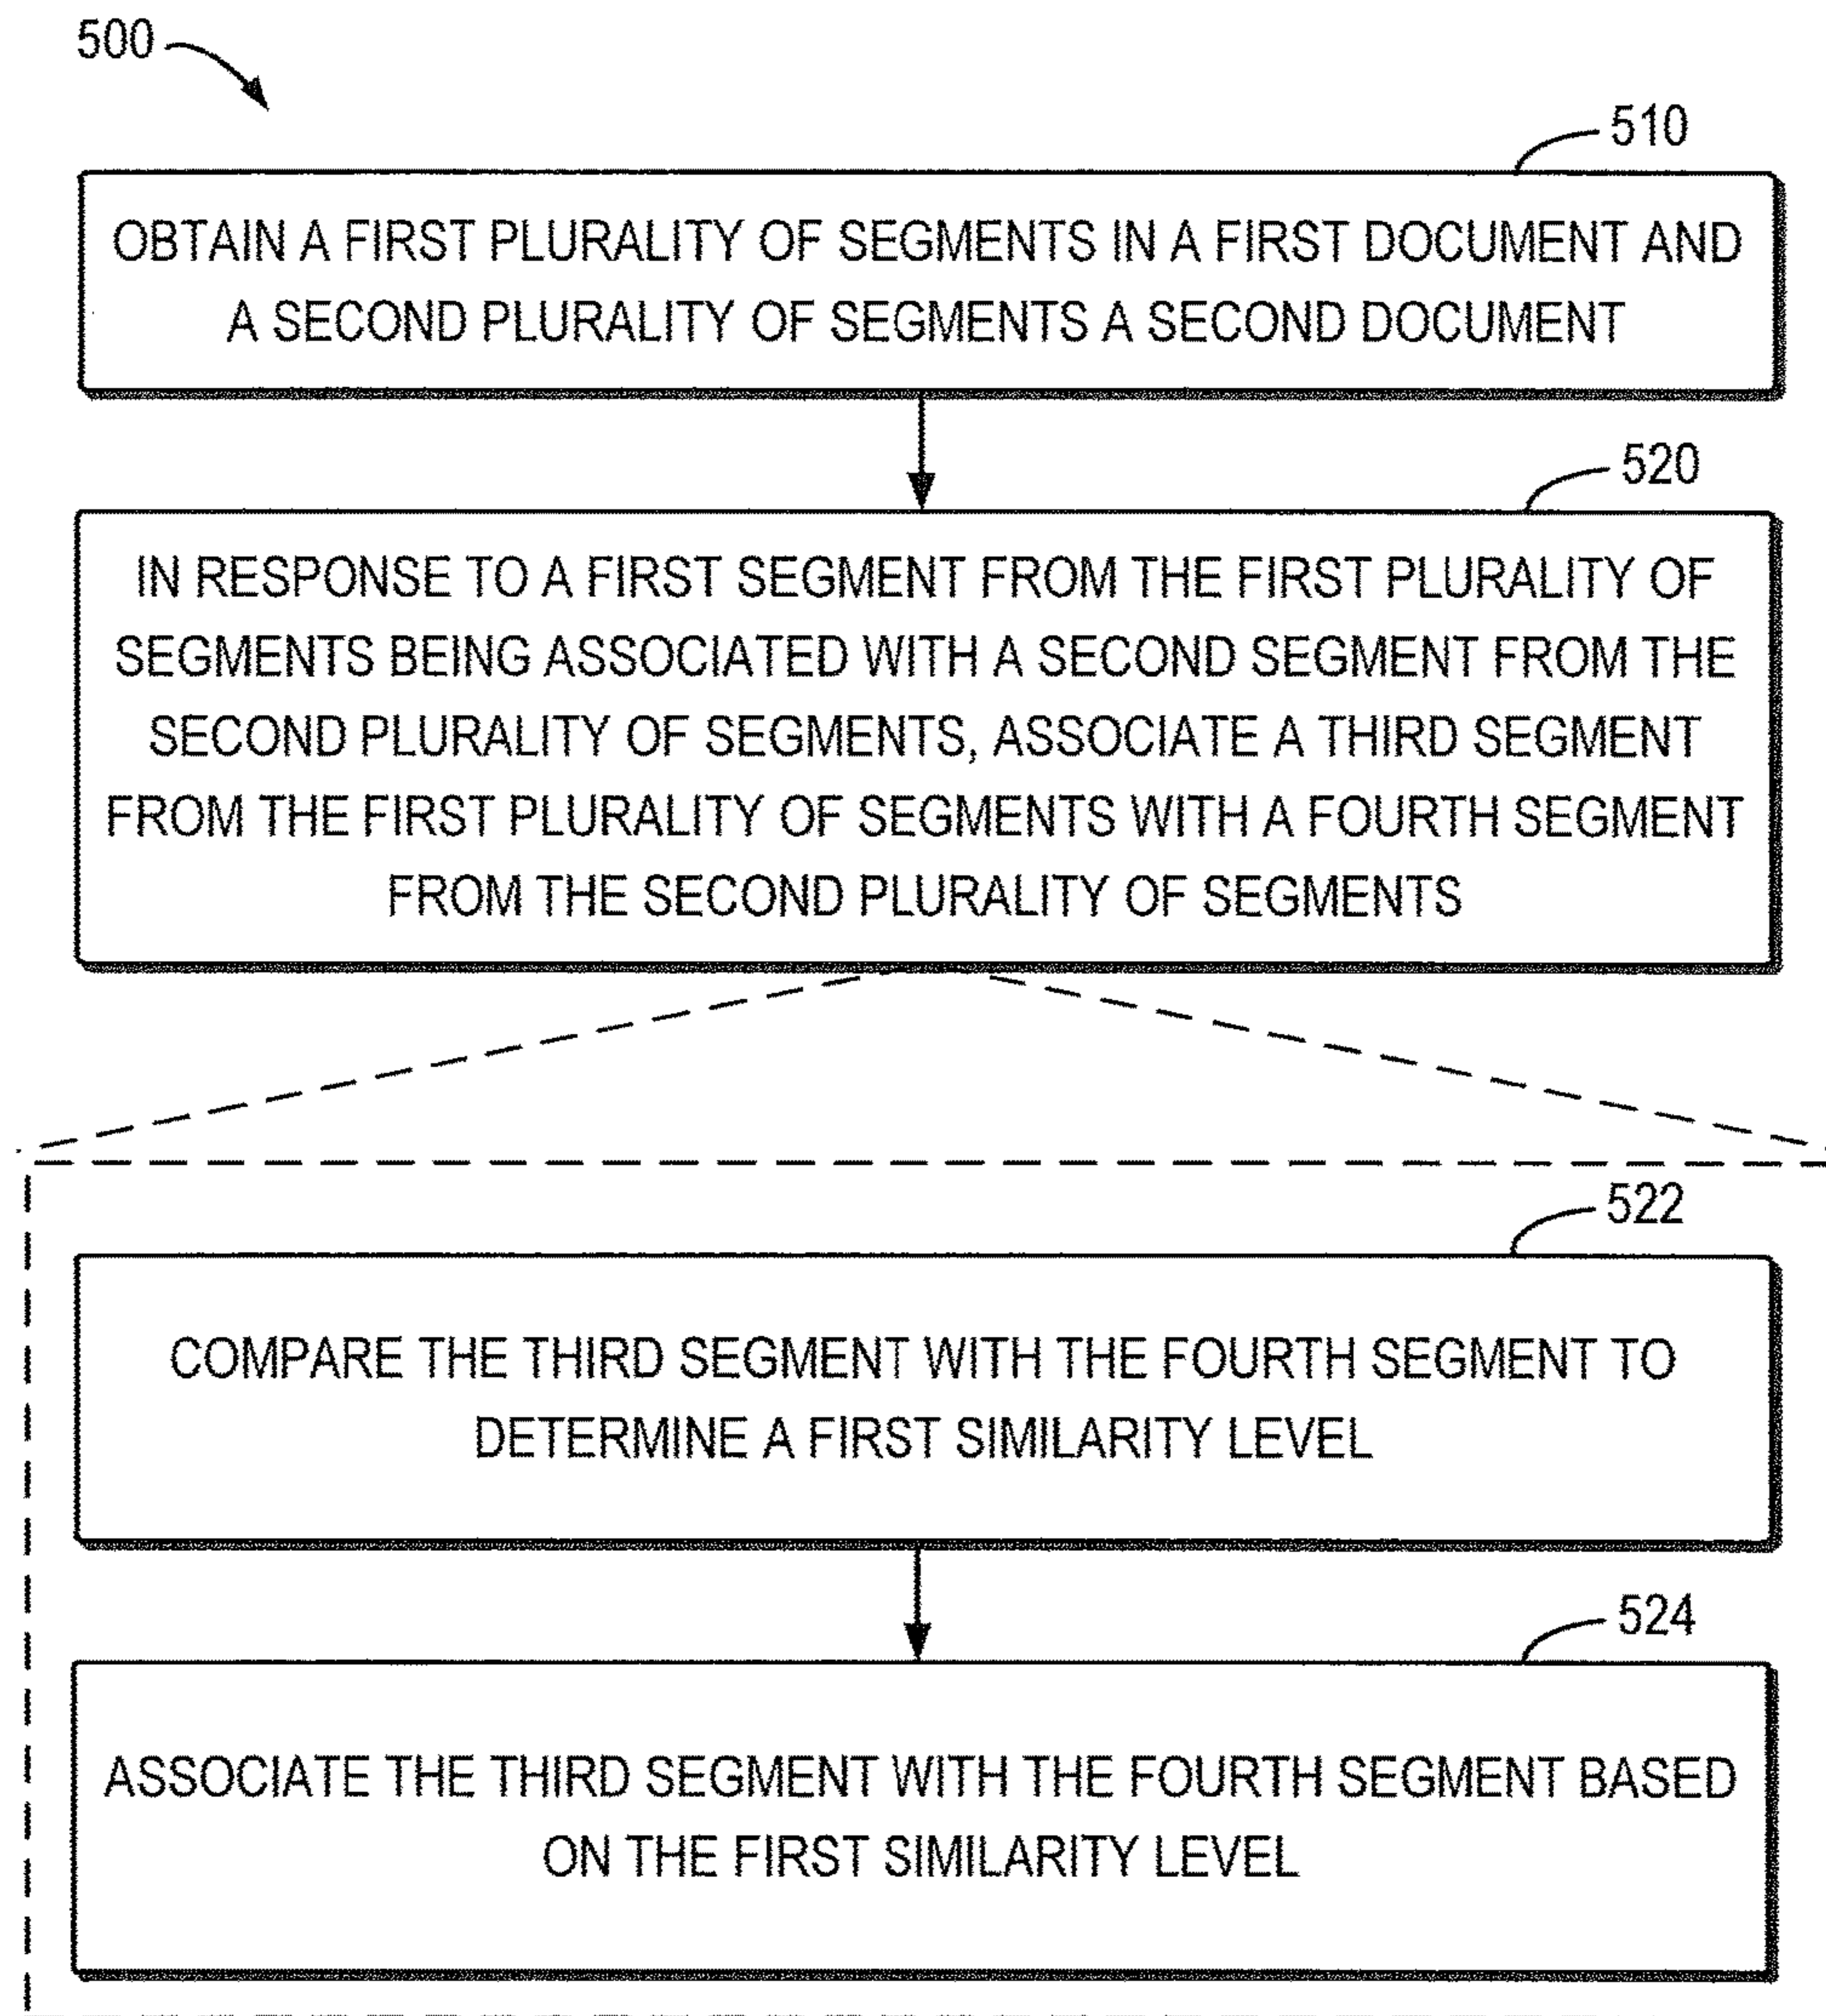 500
510
OBTAIN A FIRST PLURALITY OF SEGMENTS IN A FIRST DOCUMENT AND
A SECOND PLURALITY OF SEGMENTS A SECOND DOCUMENT
520
IN RESPONSE TO A FIRST SEGMENT FROM THE FIRST PLURALITY OF
SEGMENTS BEING ASSOCIATED WITH A SECOND SEGMENT FROM THE
SECOND PLURALITY OF SEGMENTS, ASSOCIATE A THIRD SEGMENT
FROM THE FIRST PLURALITY OF SEGMENTS WITH A FOURTH SEGMENT
FROM THE SECOND PLURALITY OF SEGMENTS
522
COMPARE THE THIRD SEGMENT WITH THE FOURTH SEGMENT TO
DETERMINE A FIRST SIMILARITY LEVEL
524
ASSOCIATE THE THIRD SEGMENT WITH THE FOURTH SEGMENT BASED
ON THE FIRST SIMILARITY LEVEL